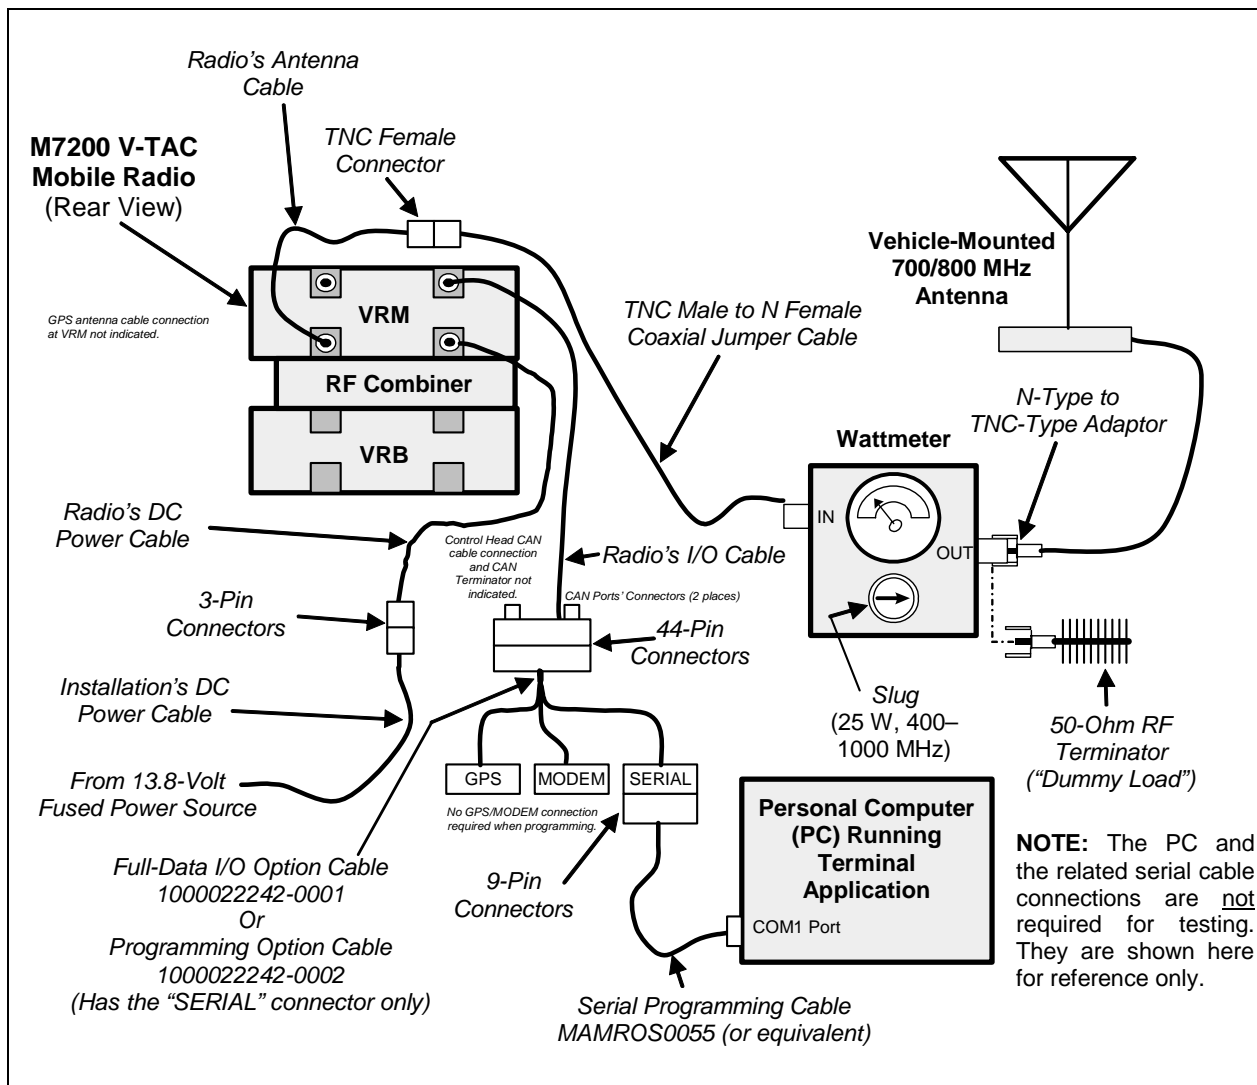 Radio's Antenna
Cable
TNC Female
Connector
M7200 V-TAC
Mobile Radio
(Rear View)
GPS antenna cable connection
at VRM not indicated.
VRM
RF Combiner
VRB
Vehicle-Mounted
700/800 MHz
Antenna
TNC Male to N Female
Coaxial Jumper Cable
N-Type to
TNC-Type Adaptor
Wattmeter
IN
OUT
Radio's DC
Power Cable
Control Head CAN
cable connection
and CAN
Terminator not
indicated.
Radio's I/O Cable
CAN Ports' Connectors (2 places)
3-Pin
Connectors
44-Pin
Connectors
Installation's DC
Power Cable
Slug
(25 W, 400–
1000 MHz)
50-Ohm RF
Terminator
("Dummy Load")
From 13.8-Volt
Fused Power Source
GPS
MODEM
SERIAL
No GPS/MODEM connection
required when programming.
Personal Computer
(PC) Running
Terminal
Application
COM1 Port
Full-Data I/O Option Cable
1000022242-0001
Or
Programming Option Cable
1000022242-0002
(Has the "SERIAL" connector only)
9-Pin
Connectors
Serial Programming Cable
MAMROS0055 (or equivalent)
NOTE: The PC and
the related serial cable
connections are not
required for testing.
They are shown here
for reference only.